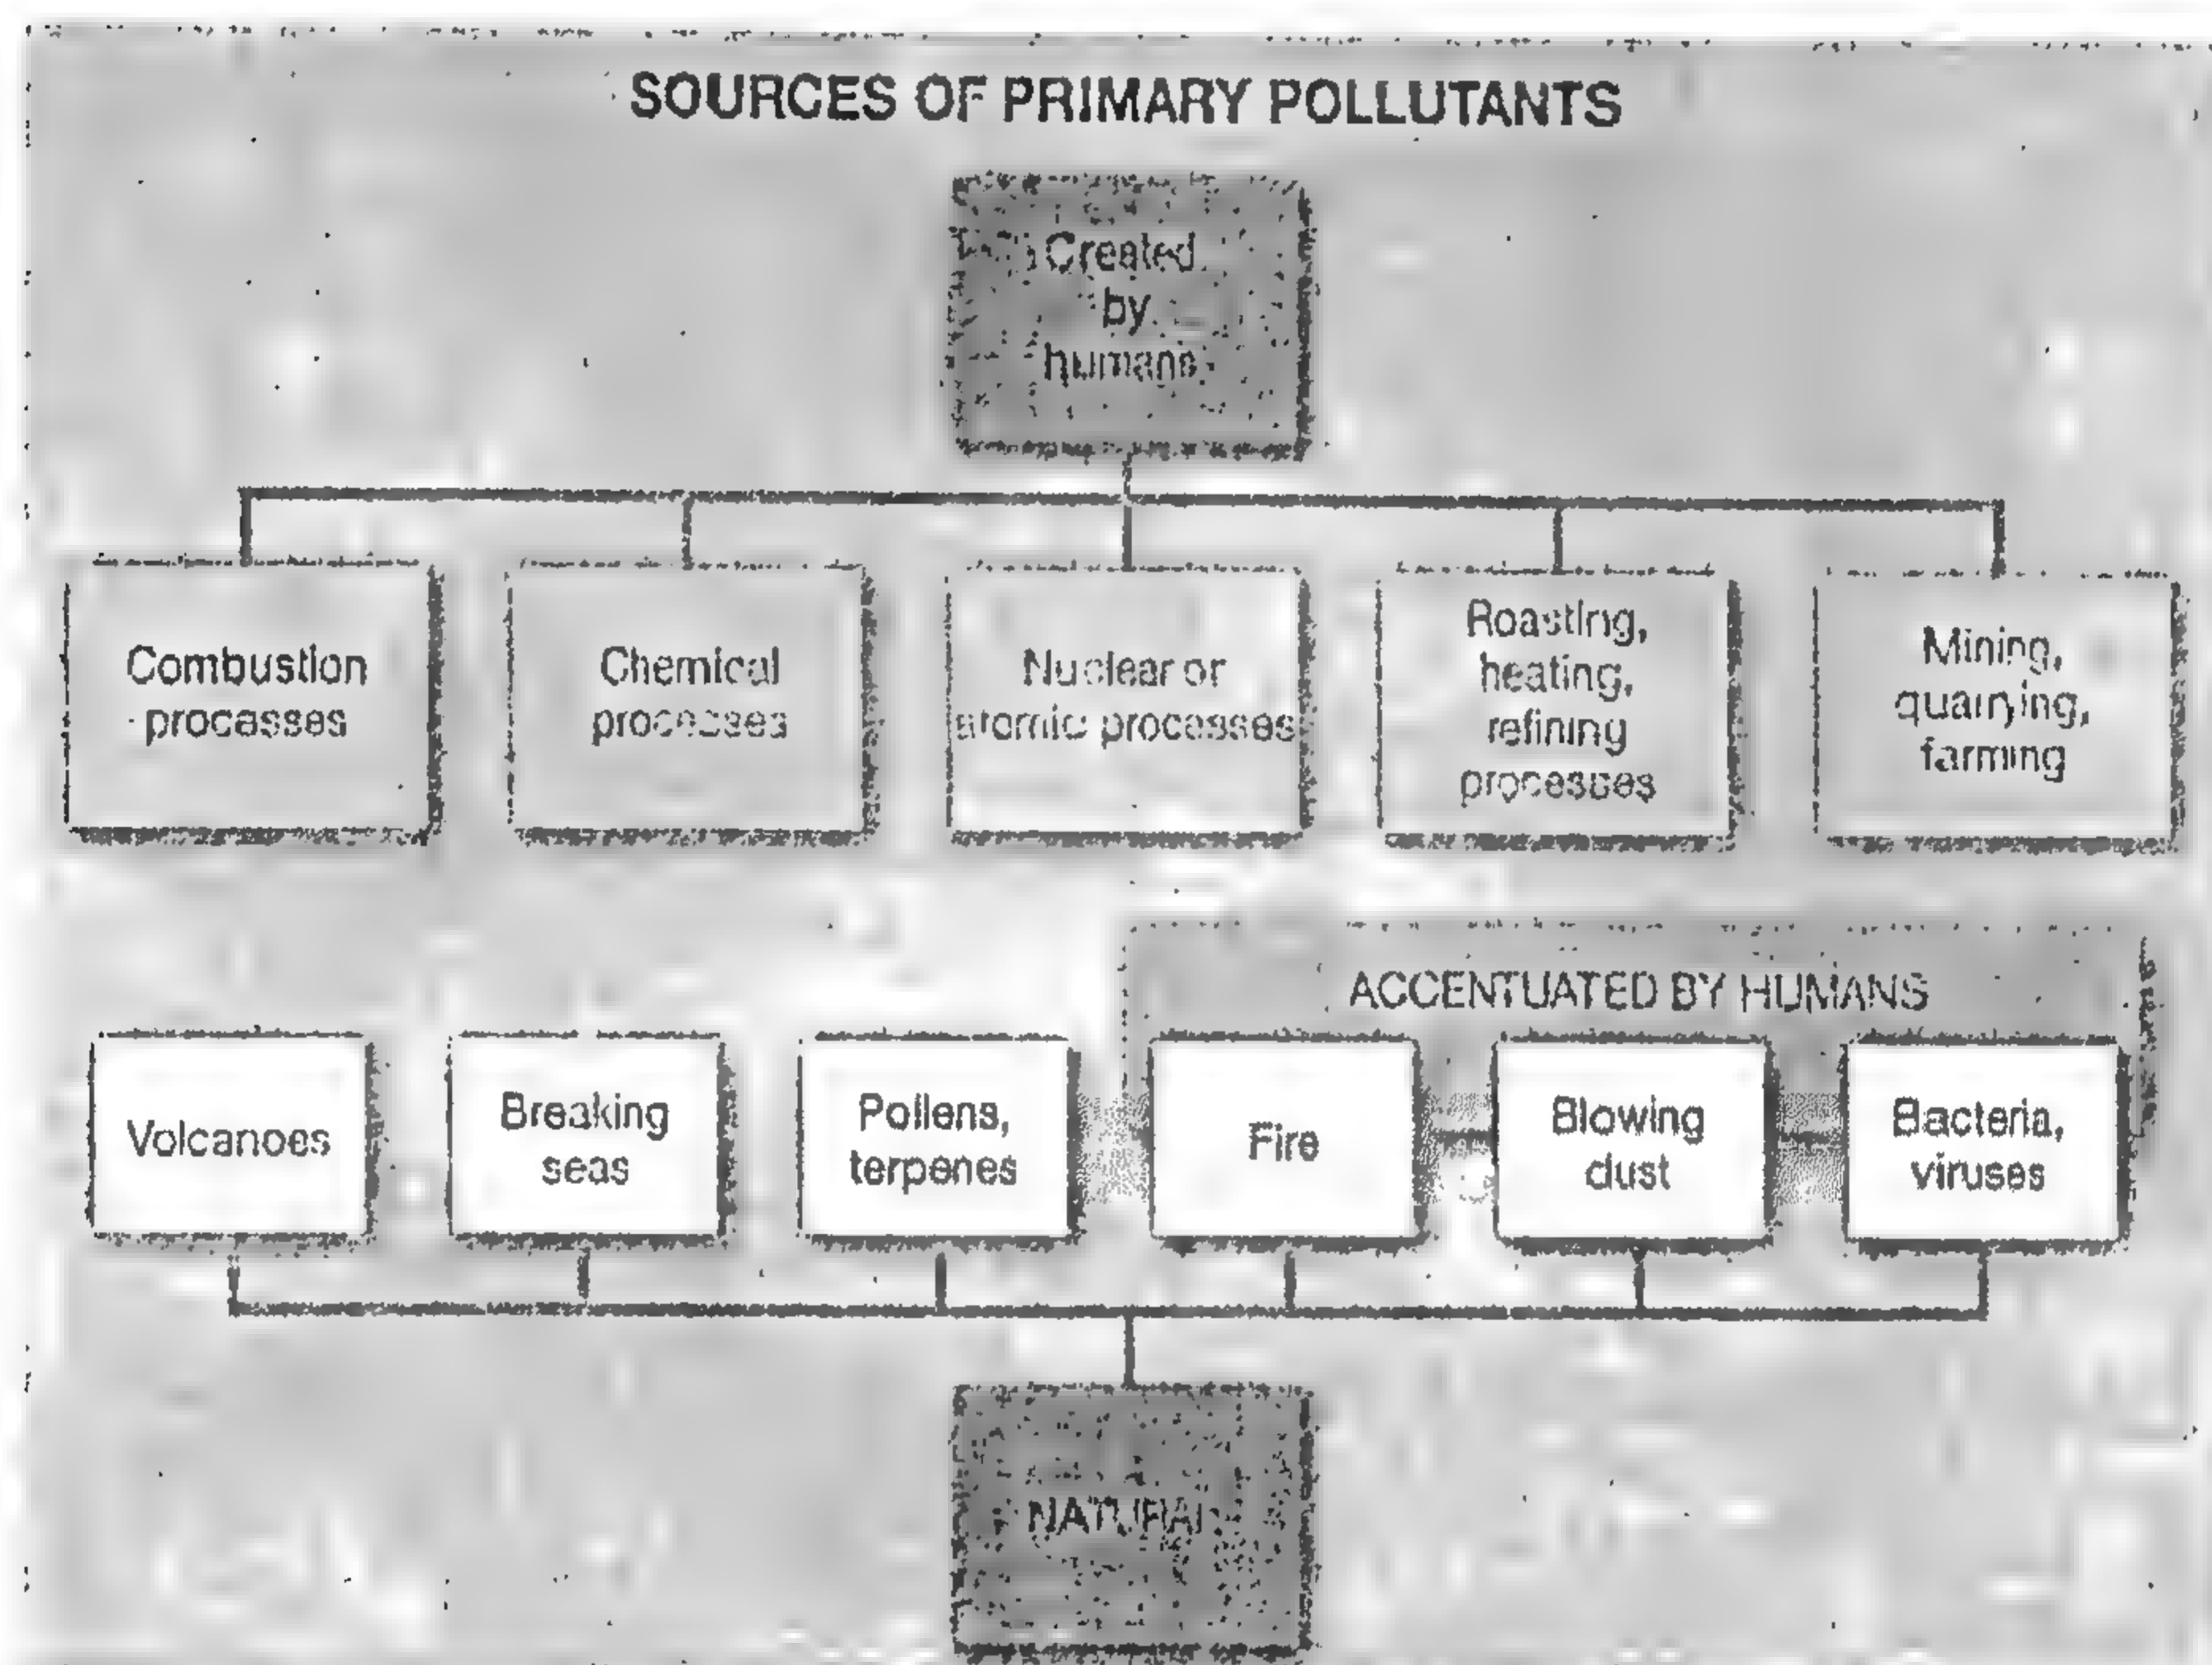 SOURCES OF PRIMARY POLLUTANTS
Created
by
humans
Combustion
processes
Chemical
processes
Nuclear or
atomic processes
Roasting,
heating,
refining
processes
Mining,
quarrying,
farming
ACCENTUATED BY HUMANS
Volcanoes
Breaking
seas
Pollens,
terpenes
Fire
Blowing
dust
Bacteria,
viruses
NATURAL